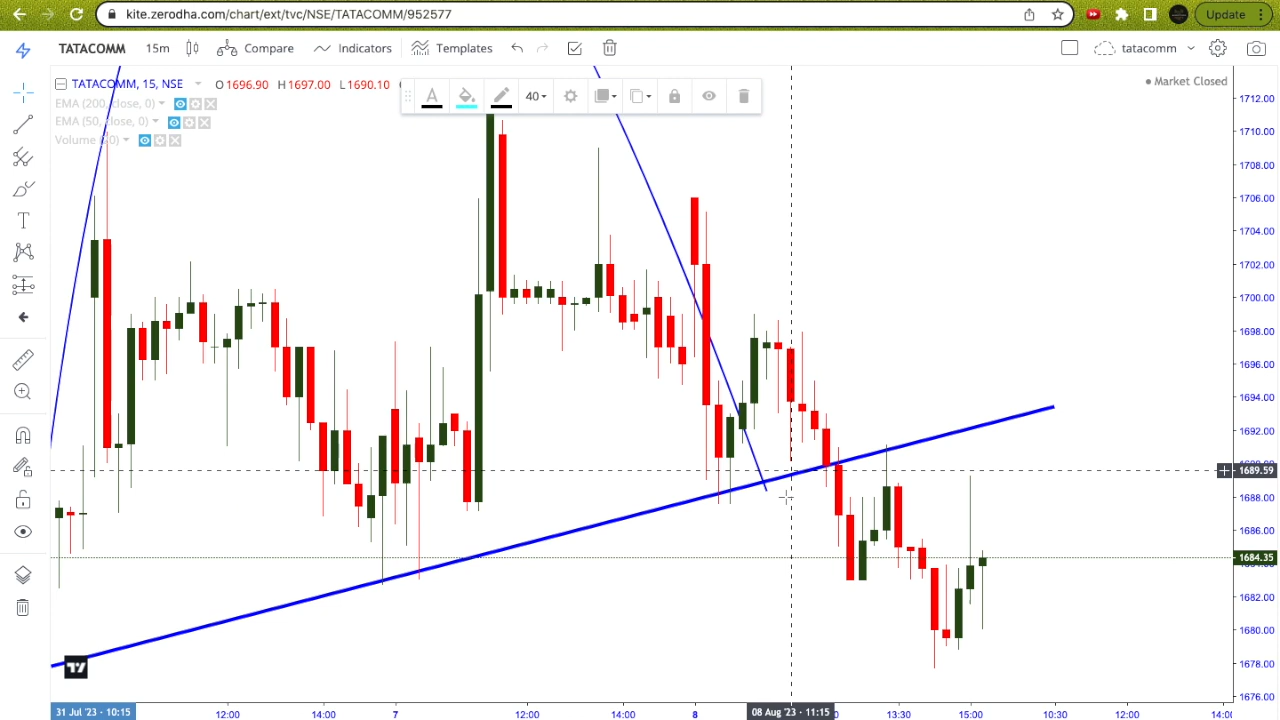 kite.zerodha.com/chart/ext/tvc/NSE/TATACOMM/952577
Update
TATACOMM 15m Compare Indicators Templates tatacomm
TATACOMM, 15, NSE O1696.90 H1697.00 L1690.10
EMA (200, close, 0)
EMA (50, close, 0)
Volume (20)
40
Market Closed
1712.00
1710.00
1708.00
1706.00
1704.00
1702.00
1700.00
1698.00
1696.00
1694.00
1692.00
1689.59
1688.00
1686.00
1684.35
1682.00
1680.00
1678.00
1676.00
31 Jul '23 - 10:15 12:00 14:00 7 12:00 14:00 8 08 Aug '23 - 11:15 13:30 15:00 10:30 12:00 14:0